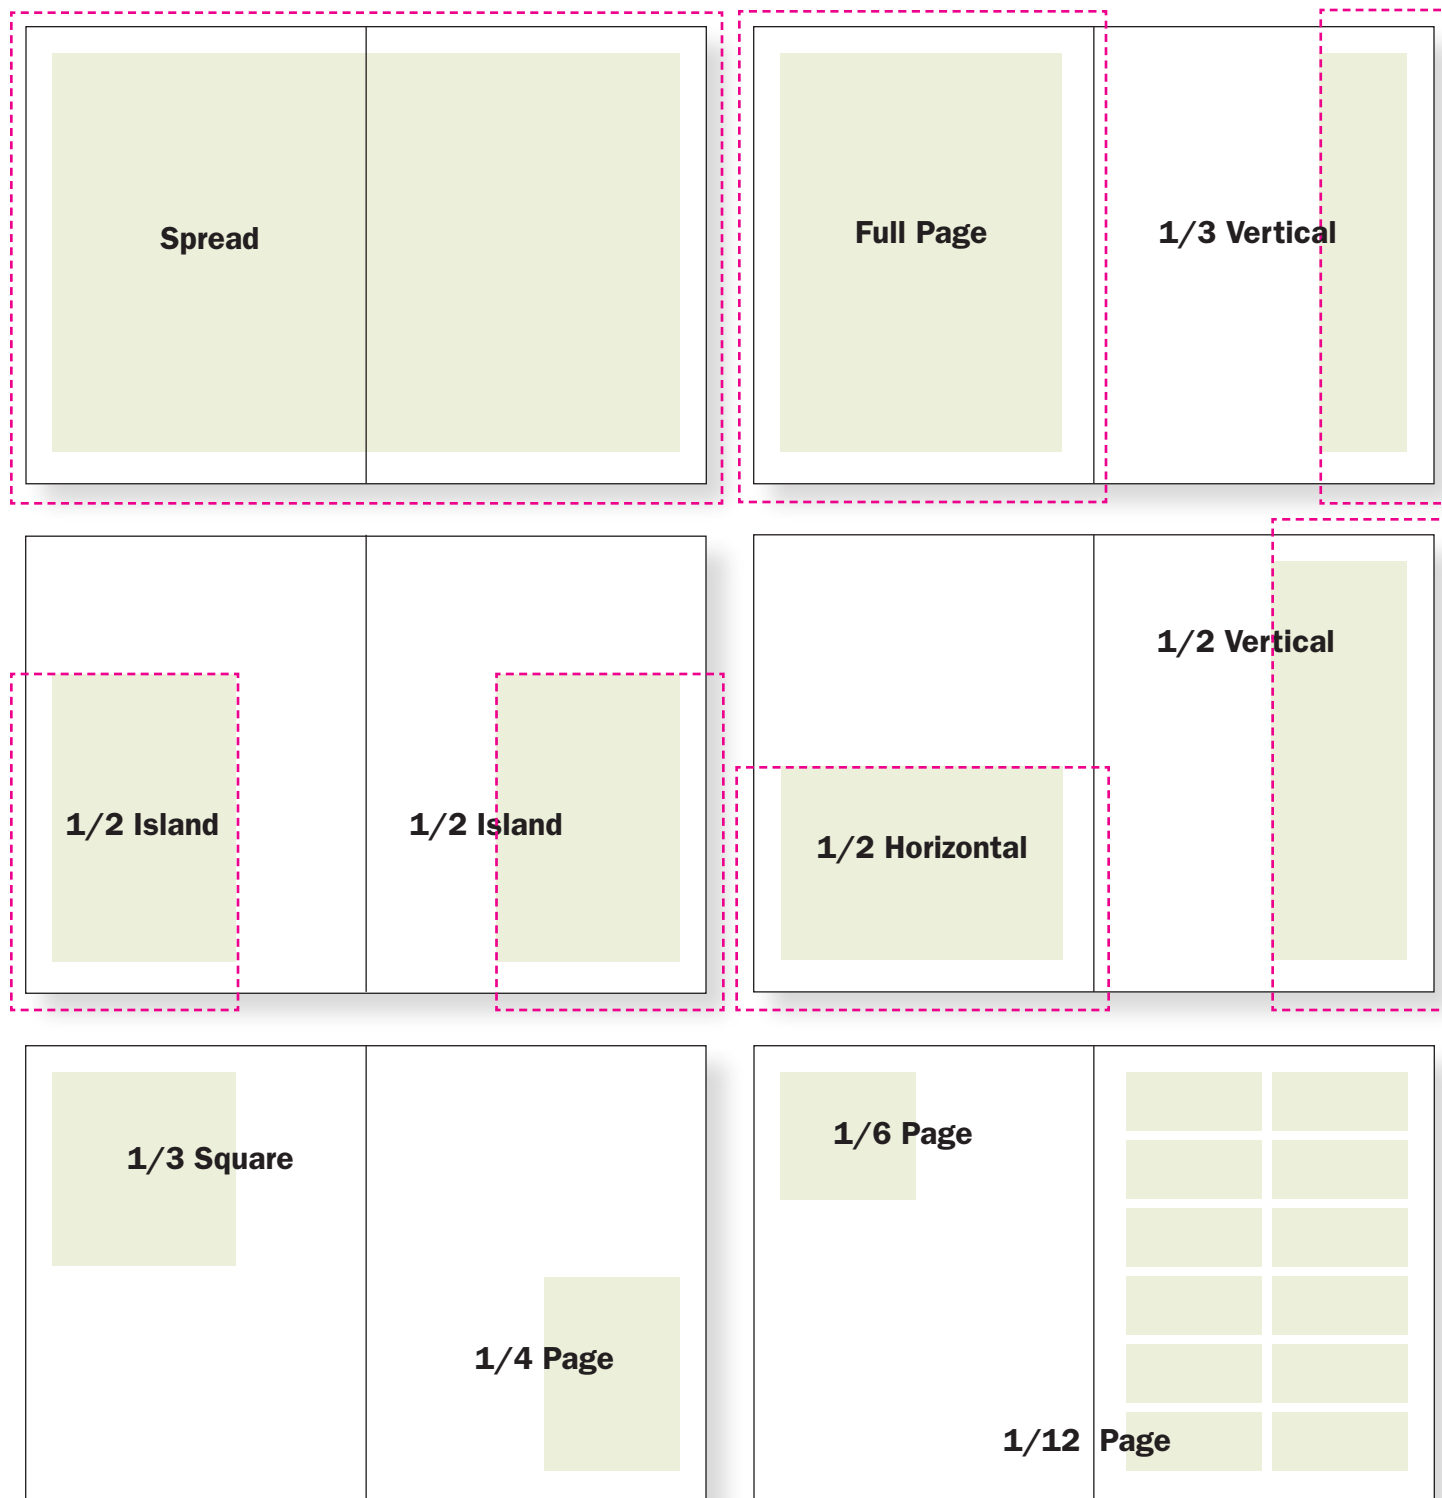 Spread
Full Page
1/3 Vertical
1/2 Island
1/2 Island
1/2 Horizontal
1/2 Vertical
1/3 Square
1/4 Page
1/6 Page
1/12 Page